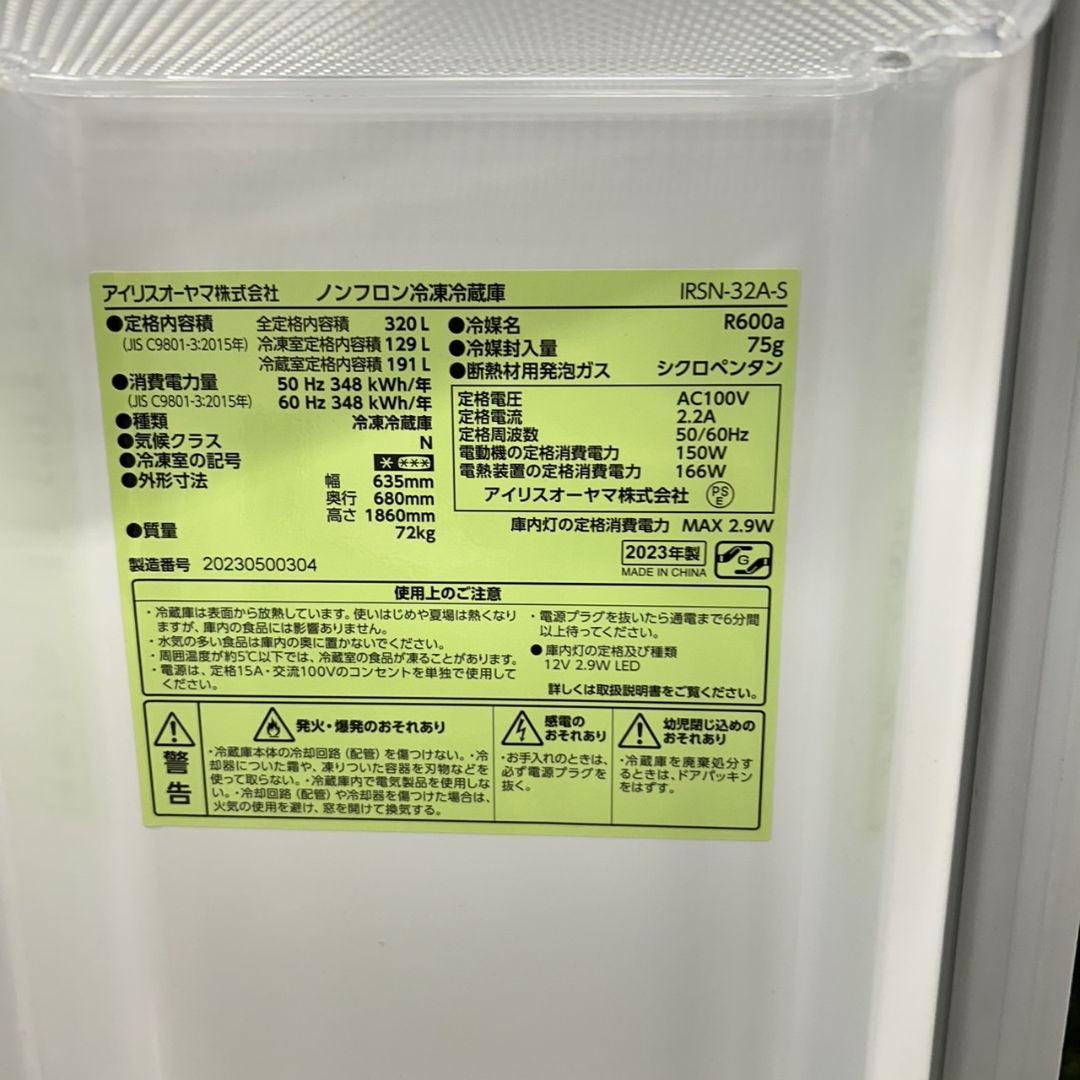 アイリスオーヤマ株式会社 ノンフロン冷凍冷蔵庫 IRSN-32A-S
●定格内容積 全定格内容積 320 L
(JIS C9801-3:2015年) 冷凍室定格内容積 129 L
冷蔵室定格内容積 191 L
●消費電力量 50 Hz 348 kWh/年
(JIS C9801-3:2015年) 60 Hz 348 kWh/年
●種類 冷凍冷蔵庫
●気候クラス N
●冷凍室の記号
●外形寸法 幅 635mm
奥行 680mm
高さ 1860mm
●質量 72kg
製造番号 20230500304
●冷媒名 R600a
●冷媒封入量 75g
●断熱材用発泡ガス シクロペンタン
定格電圧 AC100V
定格電流 2.2A
定格周波数 50/60Hz
電動機の定格消費電力 150W
電熱装置の定格消費電力 166W
アイリスオーヤマ株式会社 PSE
庫内灯の定格消費電力 MAX 2.9W
2023年製
MADE IN CHINA
G
使用上のご注意
・冷蔵庫は表面から放熱しています。使いはじめや夏場は熱くなり
ますが、庫内の食品には影響ありません。
・水気の多い食品は庫内の奥に置かないでください。
・周囲温度が約5℃以下では、冷蔵室の食品が凍ることがあります。
・電源は、定格15A・交流100Vのコンセントを単独で使用して
ください。
・電源プラグを抜いたら通電まで6分間
以上待ってください。
●庫内灯の定格及び種類
12V 2.9W LED
詳しくは取扱説明書をご覧ください。
警告
発火・爆発のおそれあり
・冷蔵庫本体の冷却回路（配管）を傷つけない。・冷
却器についた霜や、凍りついた容器を刃物などを
使って取らない。・冷蔵庫内で電気製品を使用しな
い。・冷却回路（配管）や冷却器を傷つけた場合は、
火気の使用を避け、窓を開けて換気する。
感電の
おそれあり
・お手入れのときは、
必ず電源プラグを
抜く。
幼児閉じ込めの
おそれあり
・冷蔵庫を廃棄処分す
るときは、ドアパッキン
をはずす。